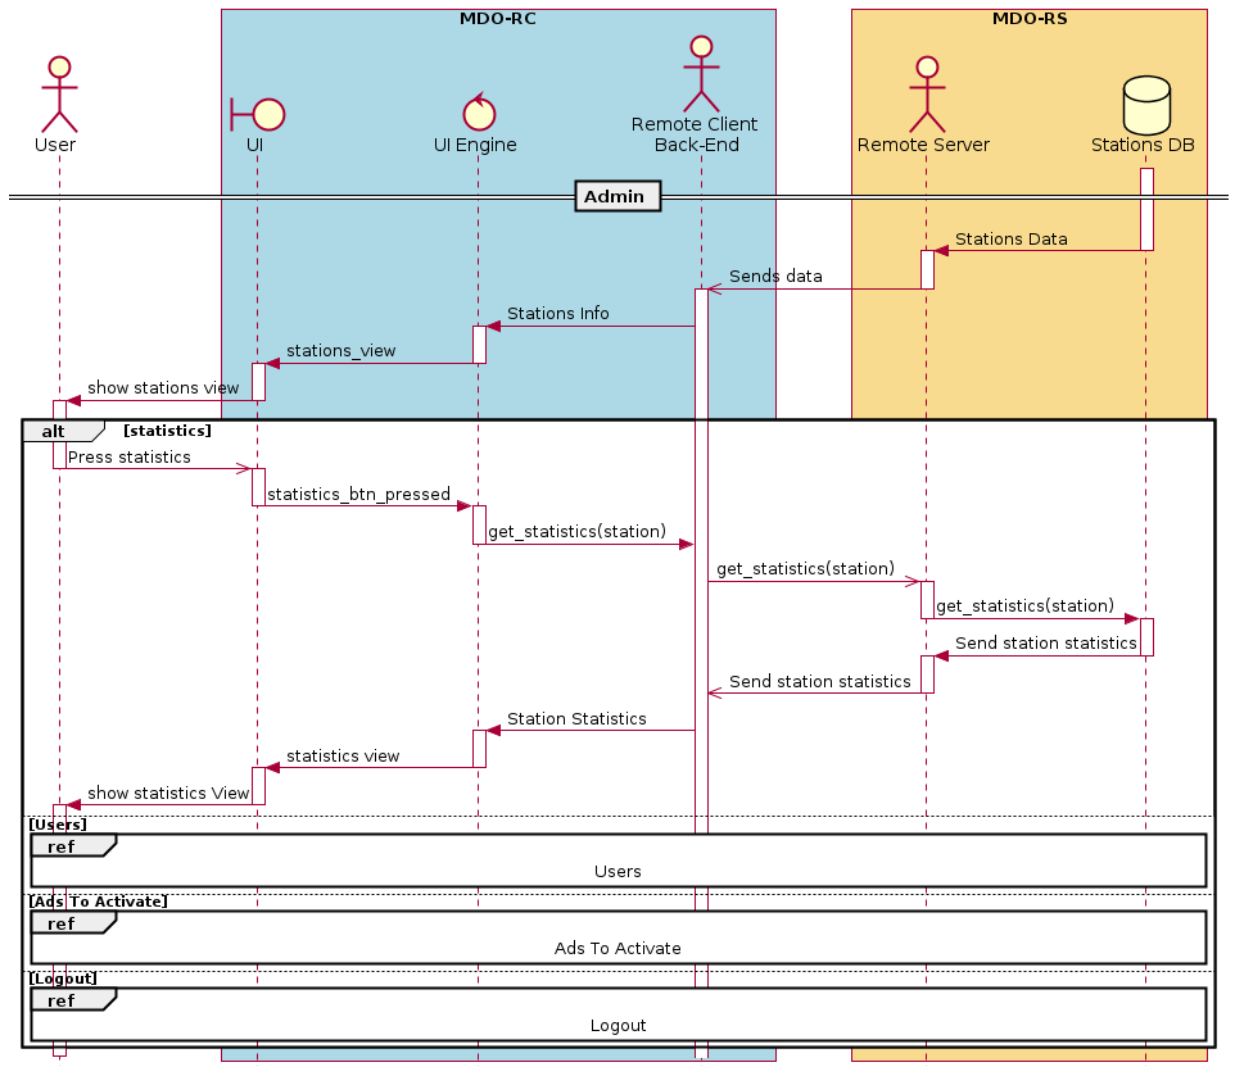 MDO-RC
MDO-RS
User
UI
UI Engine
Remote Client
Back-End
Remote Server
Stations DB
Admin
Stations Data
Sends data
Stations Info
stations_view
show stations view
alt
[statistics]
Press statistics
statistics_btn_pressed
get_statistics(station)
get_statistics(station)
get_statistics(station)
Send station statistics
Send station statistics
Station Statistics
statistics view
show statistics View
[Users]
ref
Users
[Ads To Activate]
ref
Ads To Activate
[Logout]
ref
Logout